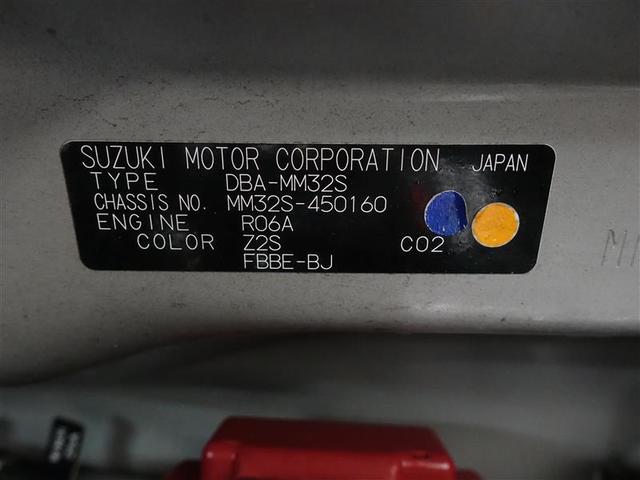 SUZUKI MOTOR CORPORATION JAPAN
TYPE DBA-MM32S
CHASSIS NO. MM32S-450160
ENGINE R06A
COLOR Z2S C02
FBBE-BJ